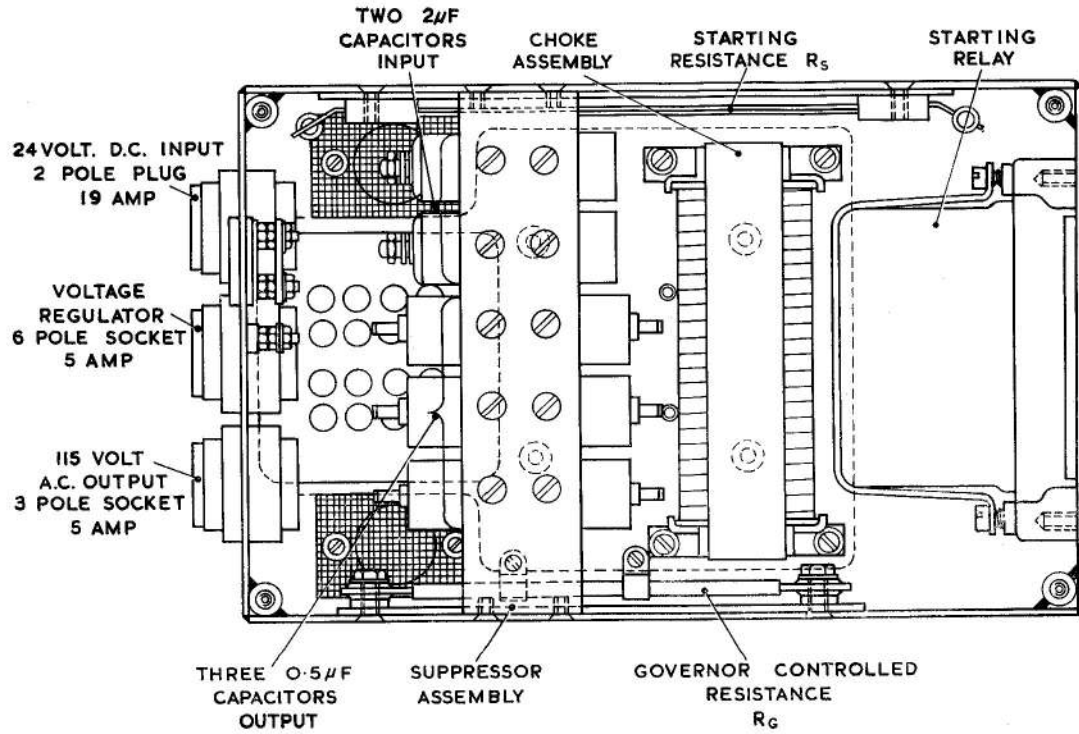 TWO 2µF
CAPACITORS
INPUT
CHOKE
ASSEMBLY
STARTING
RESISTANCE RS
STARTING
RELAY
24 VOLT. D.C. INPUT
2 POLE PLUG
19 AMP
VOLTAGE
REGULATOR
6 POLE SOCKET
5 AMP
115 VOLT
A.C. OUTPUT
3 POLE SOCKET
5 AMP
THREE 0·5µF
CAPACITORS
OUTPUT
SUPPRESSOR
ASSEMBLY
GOVERNOR CONTROLLED
RESISTANCE
RG